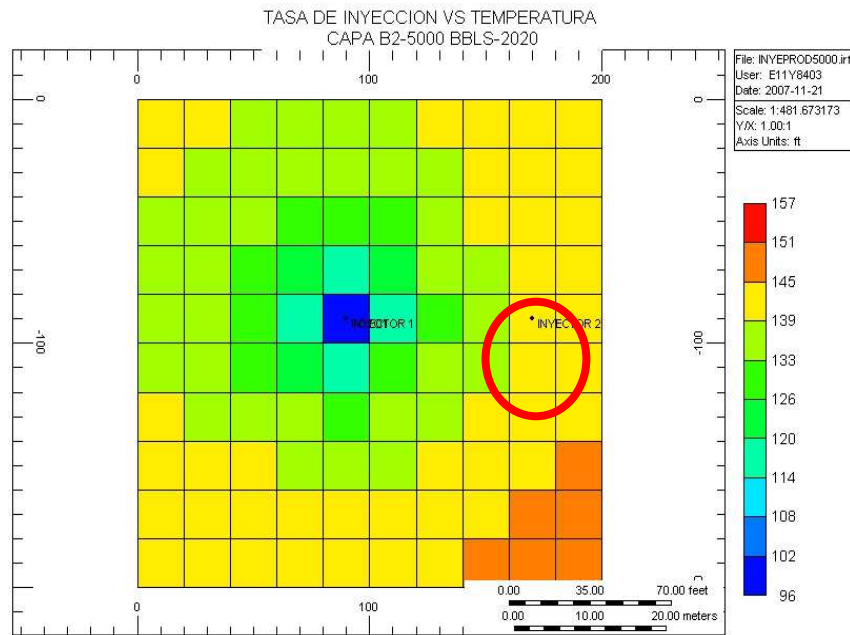 TASA DE INYECCION VS TEMPERATURA
CAPA B2-5000 BBLS-2020
File: INYEPROD5000.irf
User: E11Y8403
Date: 2007-11-21
Scale: 1:481.673173
Y/X: 1.00:1
Axis Units: ft
0 100 200
0 0
INYECTOR 2
-100 -100
157
151
145
139
133
126
120
114
108
102
96
0.00 35.00 70.00 feet
0.00 10.00 20.00 meters
0 100